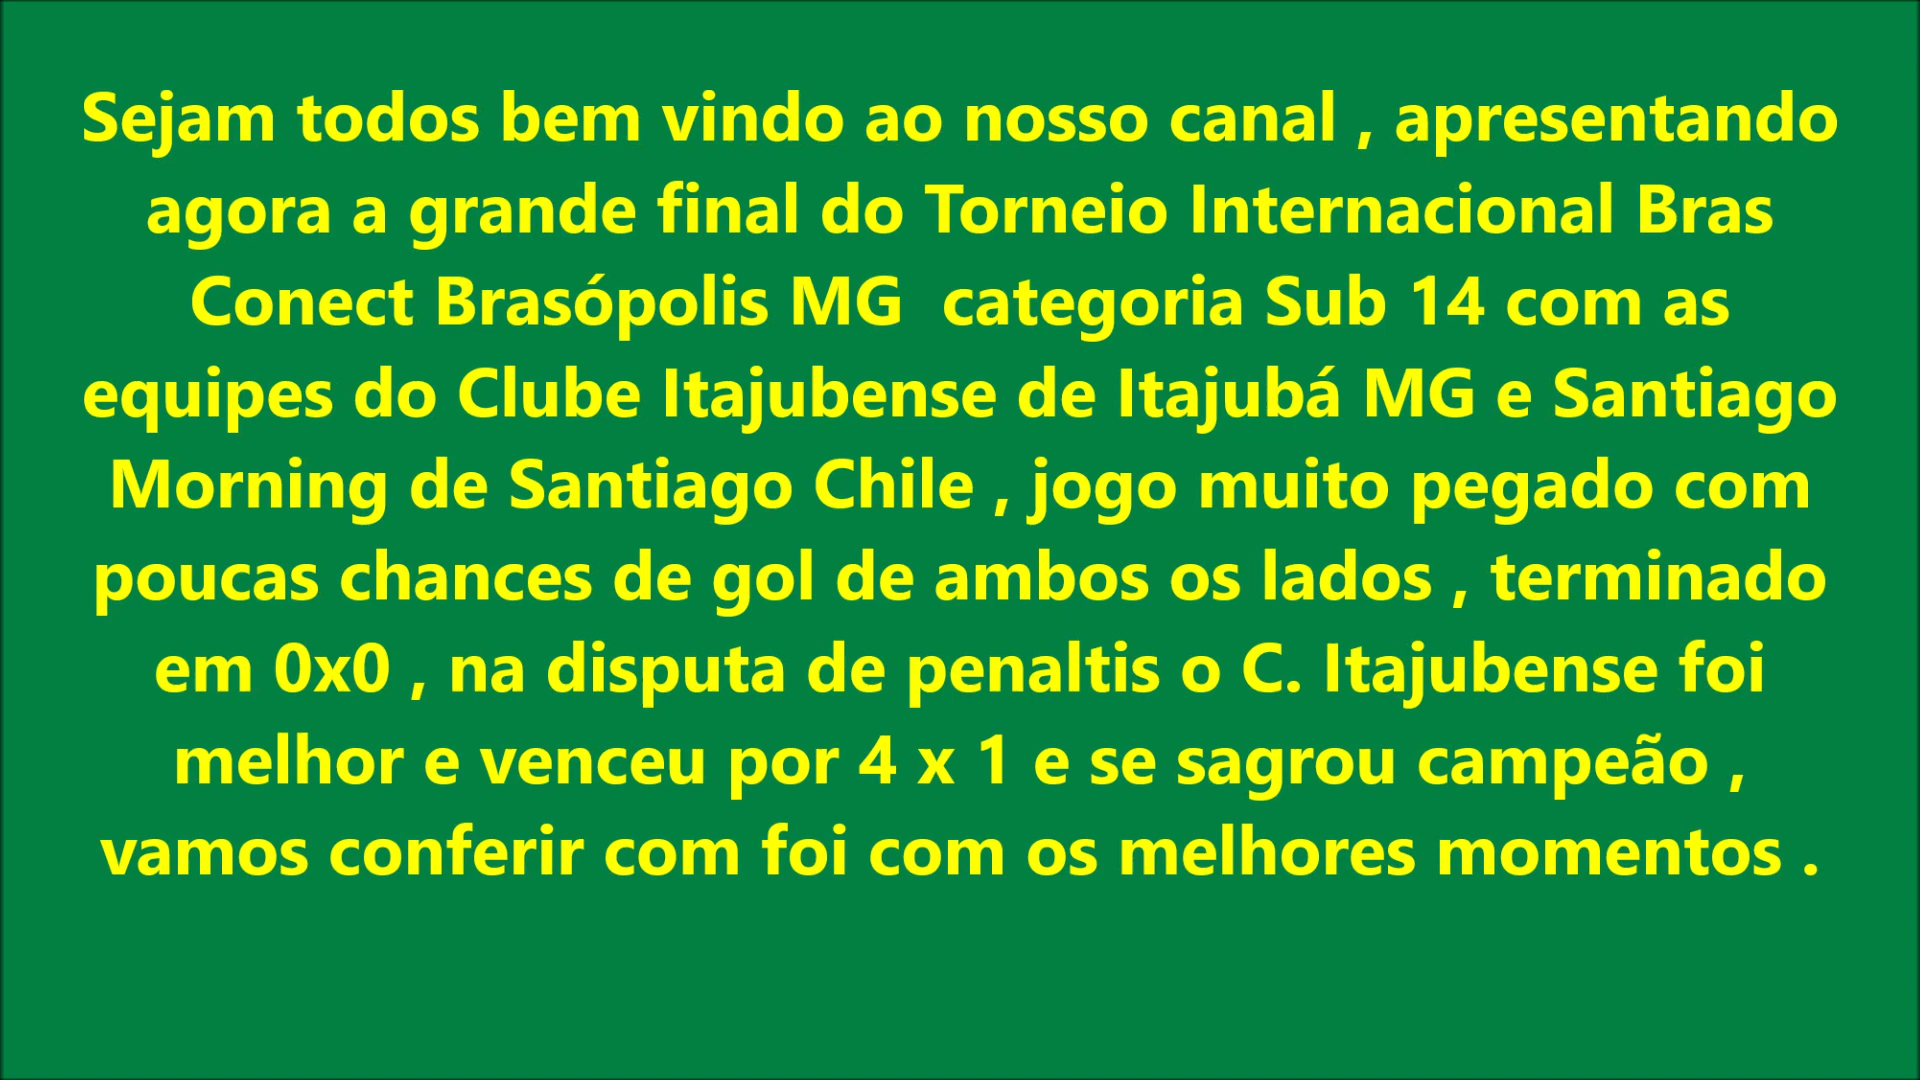 Sejam todos bem vindo ao nosso canal , apresentando
agora a grande final do Torneio Internacional Bras
Conect Brasópolis MG  categoria Sub 14 com as
equipes do Clube Itajubense de Itajubá MG e Santiago
Morning de Santiago Chile , jogo muito pegado com
poucas chances de gol de ambos os lados , terminado
em 0x0 , na disputa de penaltis o C. Itajubense foi
melhor e venceu por 4 x 1 e se sagrou campeão ,
vamos conferir com foi com os melhores momentos .